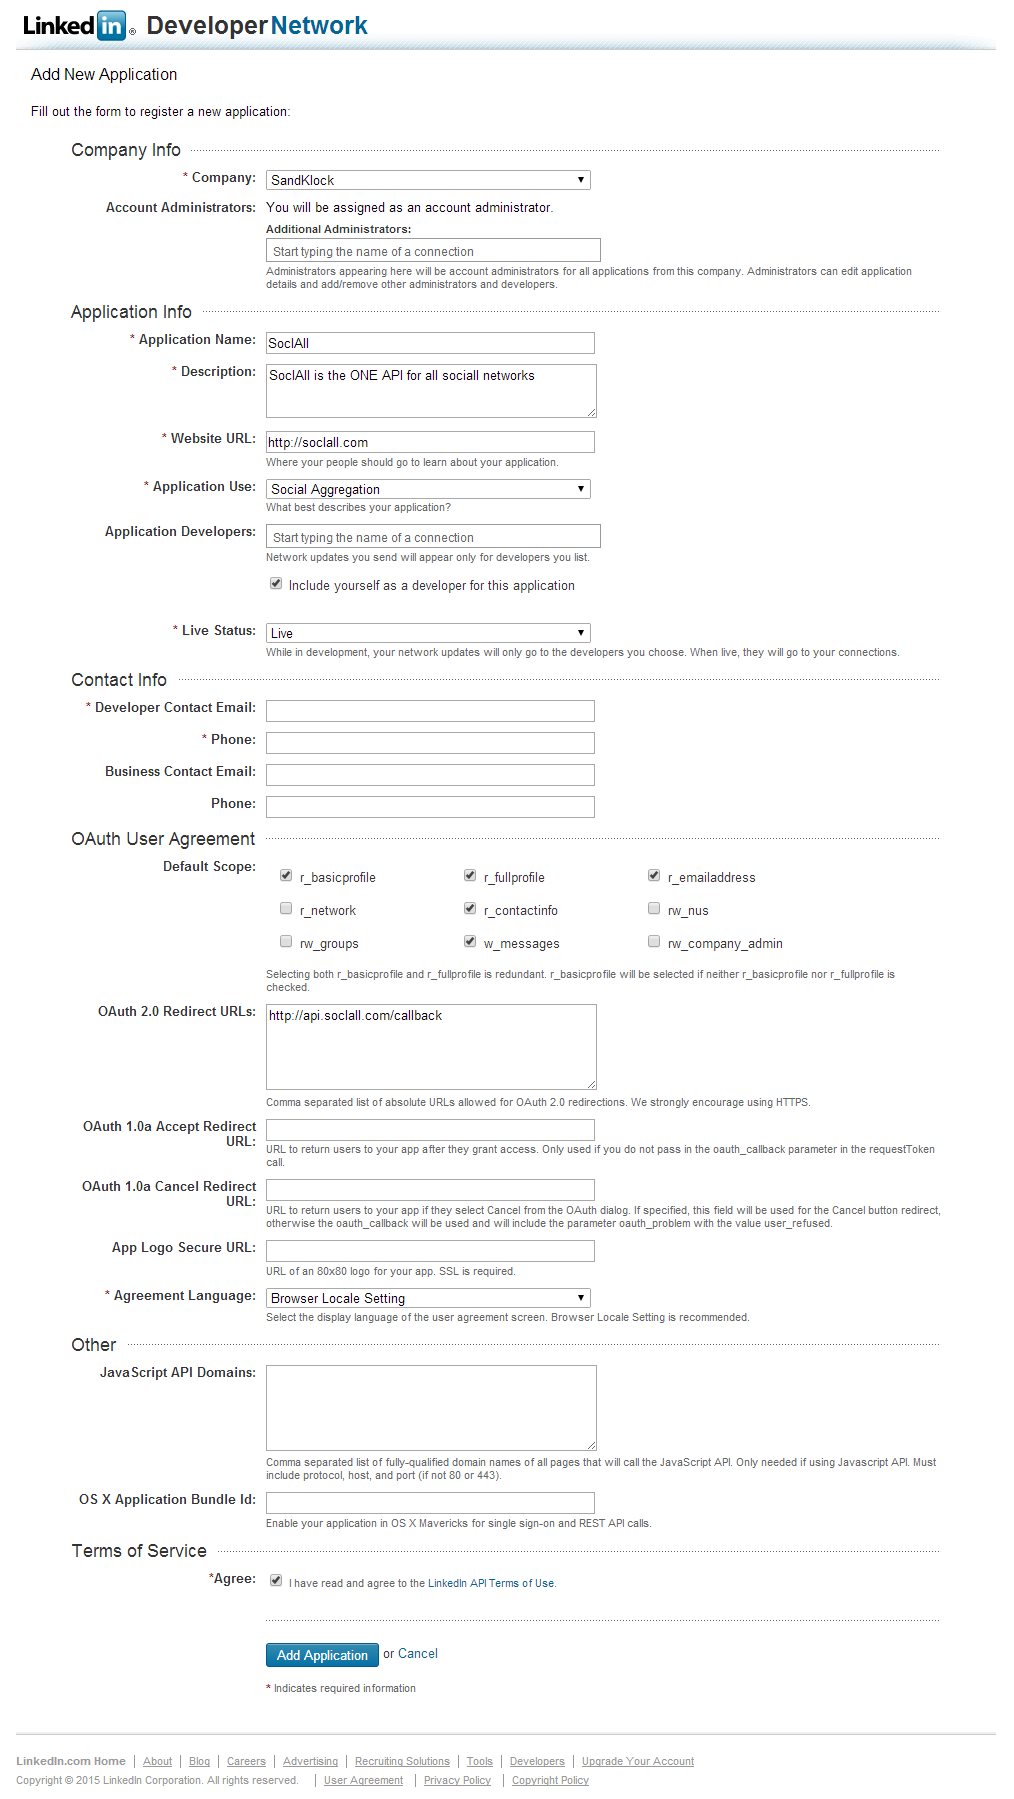 Linked in ® DeveloperNetwork
Add New Application
Fill out the form to register a new application:
Company Info
* Company: SandKlock
Account Administrators: You will be assigned as an account administrator.
Additional Administrators:
Start typing the name of a connection
Administrators appearing here will be account administrators for all applications from this company. Administrators can edit application
details and add/remove other administrators and developers.
Application Info
* Application Name: SoclAll
* Description: SoclAll is the ONE API for all sociall networks
* Website URL: http://soclall.com
Where your people should go to learn about your application.
* Application Use: Social Aggregation
What best describes your application?
Application Developers: Start typing the name of a connection
Network updates you send will appear only for developers you list.
Include yourself as a developer for this application
* Live Status: Live
While in development, your network updates will only go to the developers you choose. When live, they will go to your connections.
Contact Info
* Developer Contact Email:
* Phone:
Business Contact Email:
Phone:
OAuth User Agreement
Default Scope:
r_basicprofile r_fullprofile r_emailaddress
r_network r_contactinfo rw_nus
rw_groups w_messages rw_company_admin
Selecting both r_basicprofile and r_fullprofile is redundant. r_basicprofile will be selected if neither r_basicprofile nor r_fullprofile is
checked.
OAuth 2.0 Redirect URLs: http://api.soclall.com/callback
Comma separated list of absolute URLs allowed for OAuth 2.0 redirections. We strongly encourage using HTTPS.
OAuth 1.0a Accept Redirect
URL:
URL to return users to your app after they grant access. Only used if you do not pass in the oauth_callback parameter in the requestToken
call.
OAuth 1.0a Cancel Redirect
URL:
URL to return users to your app if they select Cancel from the OAuth dialog. If specified, this field will be used for the Cancel button redirect,
otherwise the oauth_callback will be used and will include the parameter oauth_problem with the value user_refused.
App Logo Secure URL:
URL of an 80x80 logo for your app. SSL is required.
* Agreement Language: Browser Locale Setting
Select the display language of the user agreement screen. Browser Locale Setting is recommended.
Other
JavaScript API Domains:
Comma separated list of fully-qualified domain names of all pages that will call the JavaScript API. Only needed if using Javascript API. Must
include protocol, host, and port (if not 80 or 443).
OS X Application Bundle Id:
Enable your application in OS X Mavericks for single sign-on and REST API calls.
Terms of Service
*Agree: I have read and agree to the LinkedIn API Terms of Use.
Add Application or Cancel
* Indicates required information
LinkedIn.com Home | About | Blog | Careers | Advertising | Recruiting Solutions | Tools | Developers | Upgrade Your Account
Copyright © 2015 LinkedIn Corporation. All rights reserved. | User Agreement | Privacy Policy | Copyright Policy